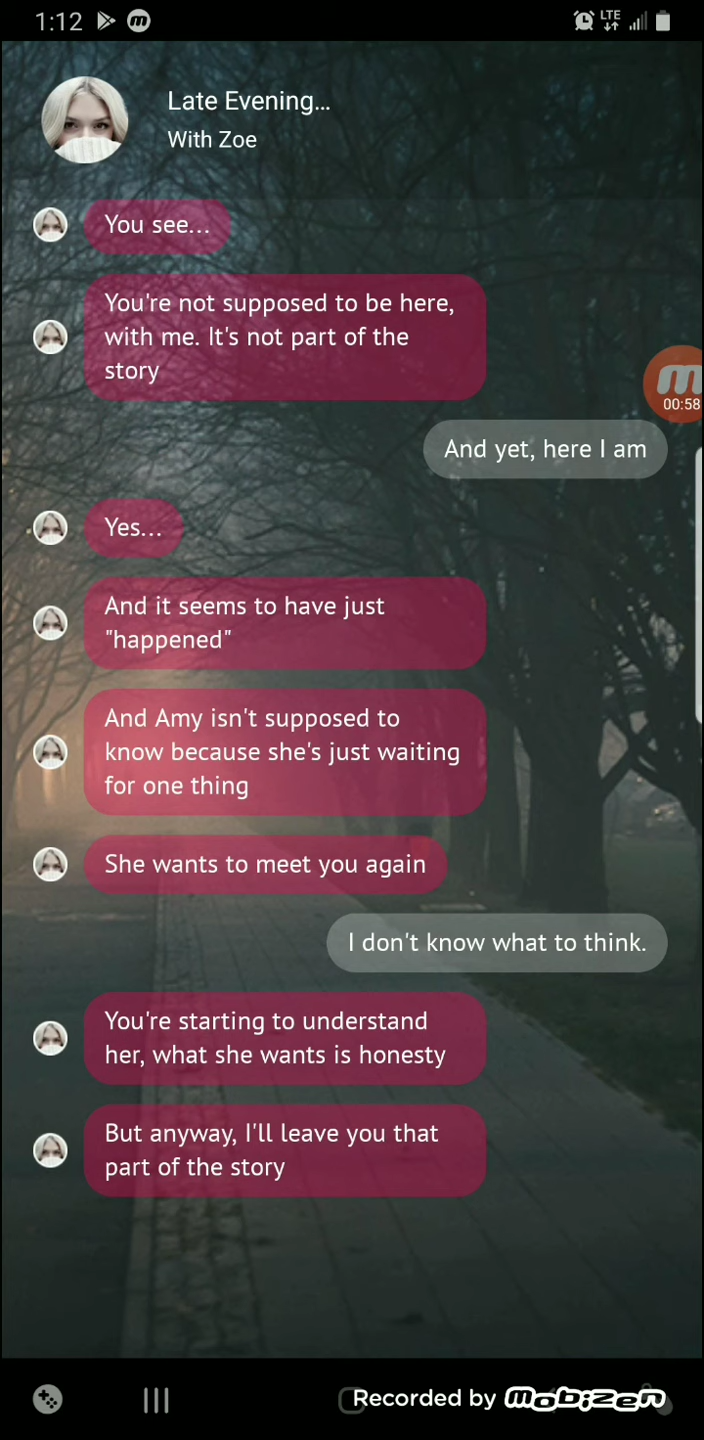 1:12
LTE
Late Evening...
With Zoe
You see...
You're not supposed to be here,
with me. It's not part of the
story
m
00:58
And yet, here I am
Yes...
And it seems to have just
"happened"
And Amy isn't supposed to
know because she's just waiting
for one thing
She wants to meet you again
I don't know what to think.
You're starting to understand
her, what she wants is honesty
But anyway, I'll leave you that
part of the story
Recorded by mobizen